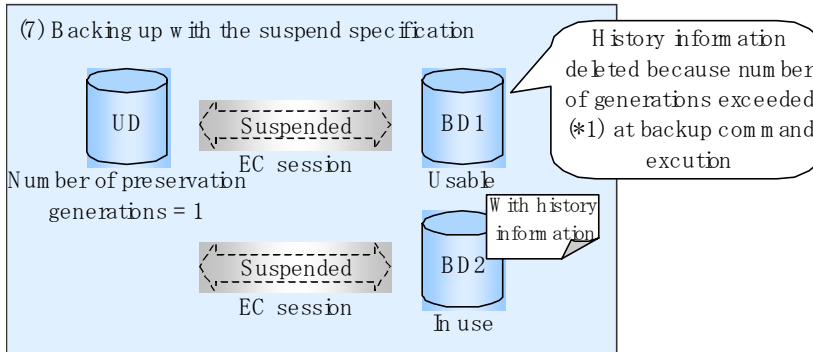 (7) Backing up with the suspend specification
History information
deleted because number
of generations exceeded
(*1) at backup command
excution
UD
Suspended
BD1
EC session
Number of preservation
generations = 1
Usable
With history
information
Suspended
BD2
EC session
In use